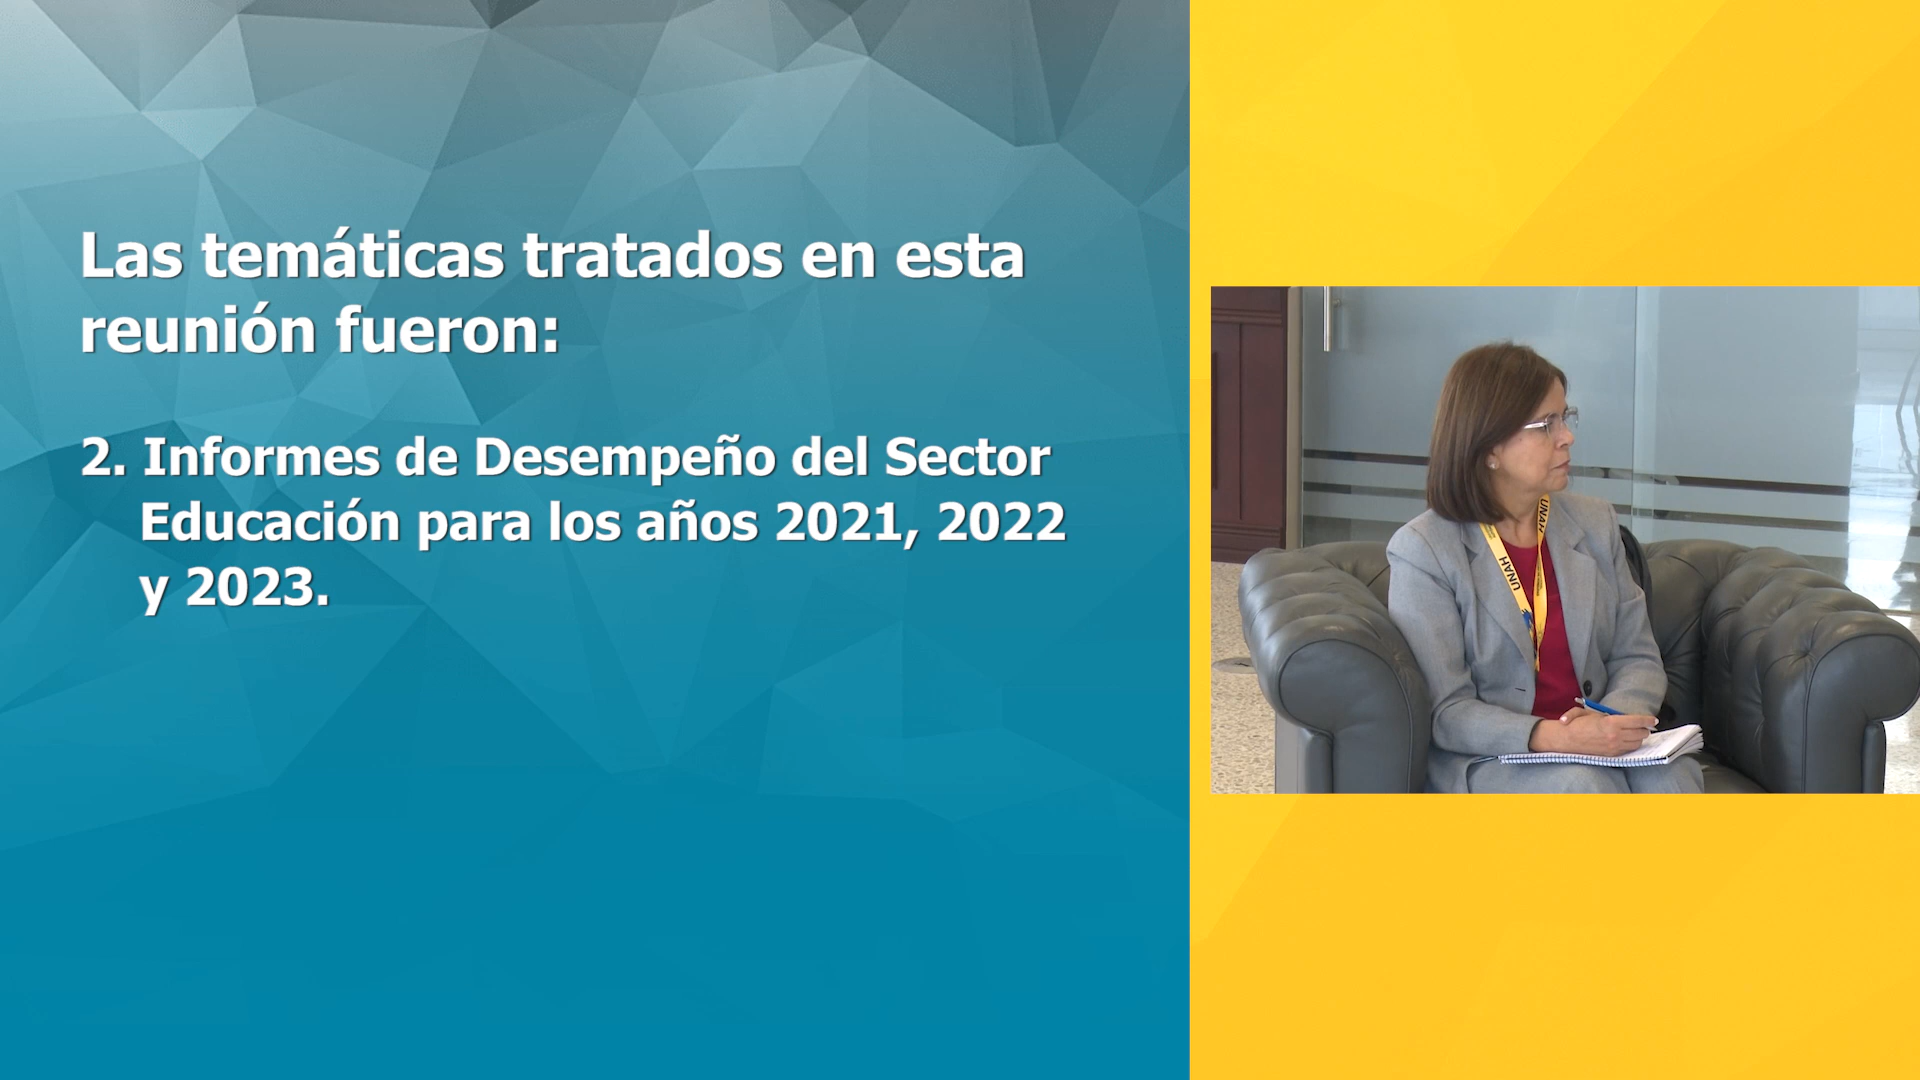 Las temáticas tratados en esta
reunión fueron:
2. Informes de Desempeño del Sector
Educación para los años 2021, 2022
y 2023.
UNAH
UNAH